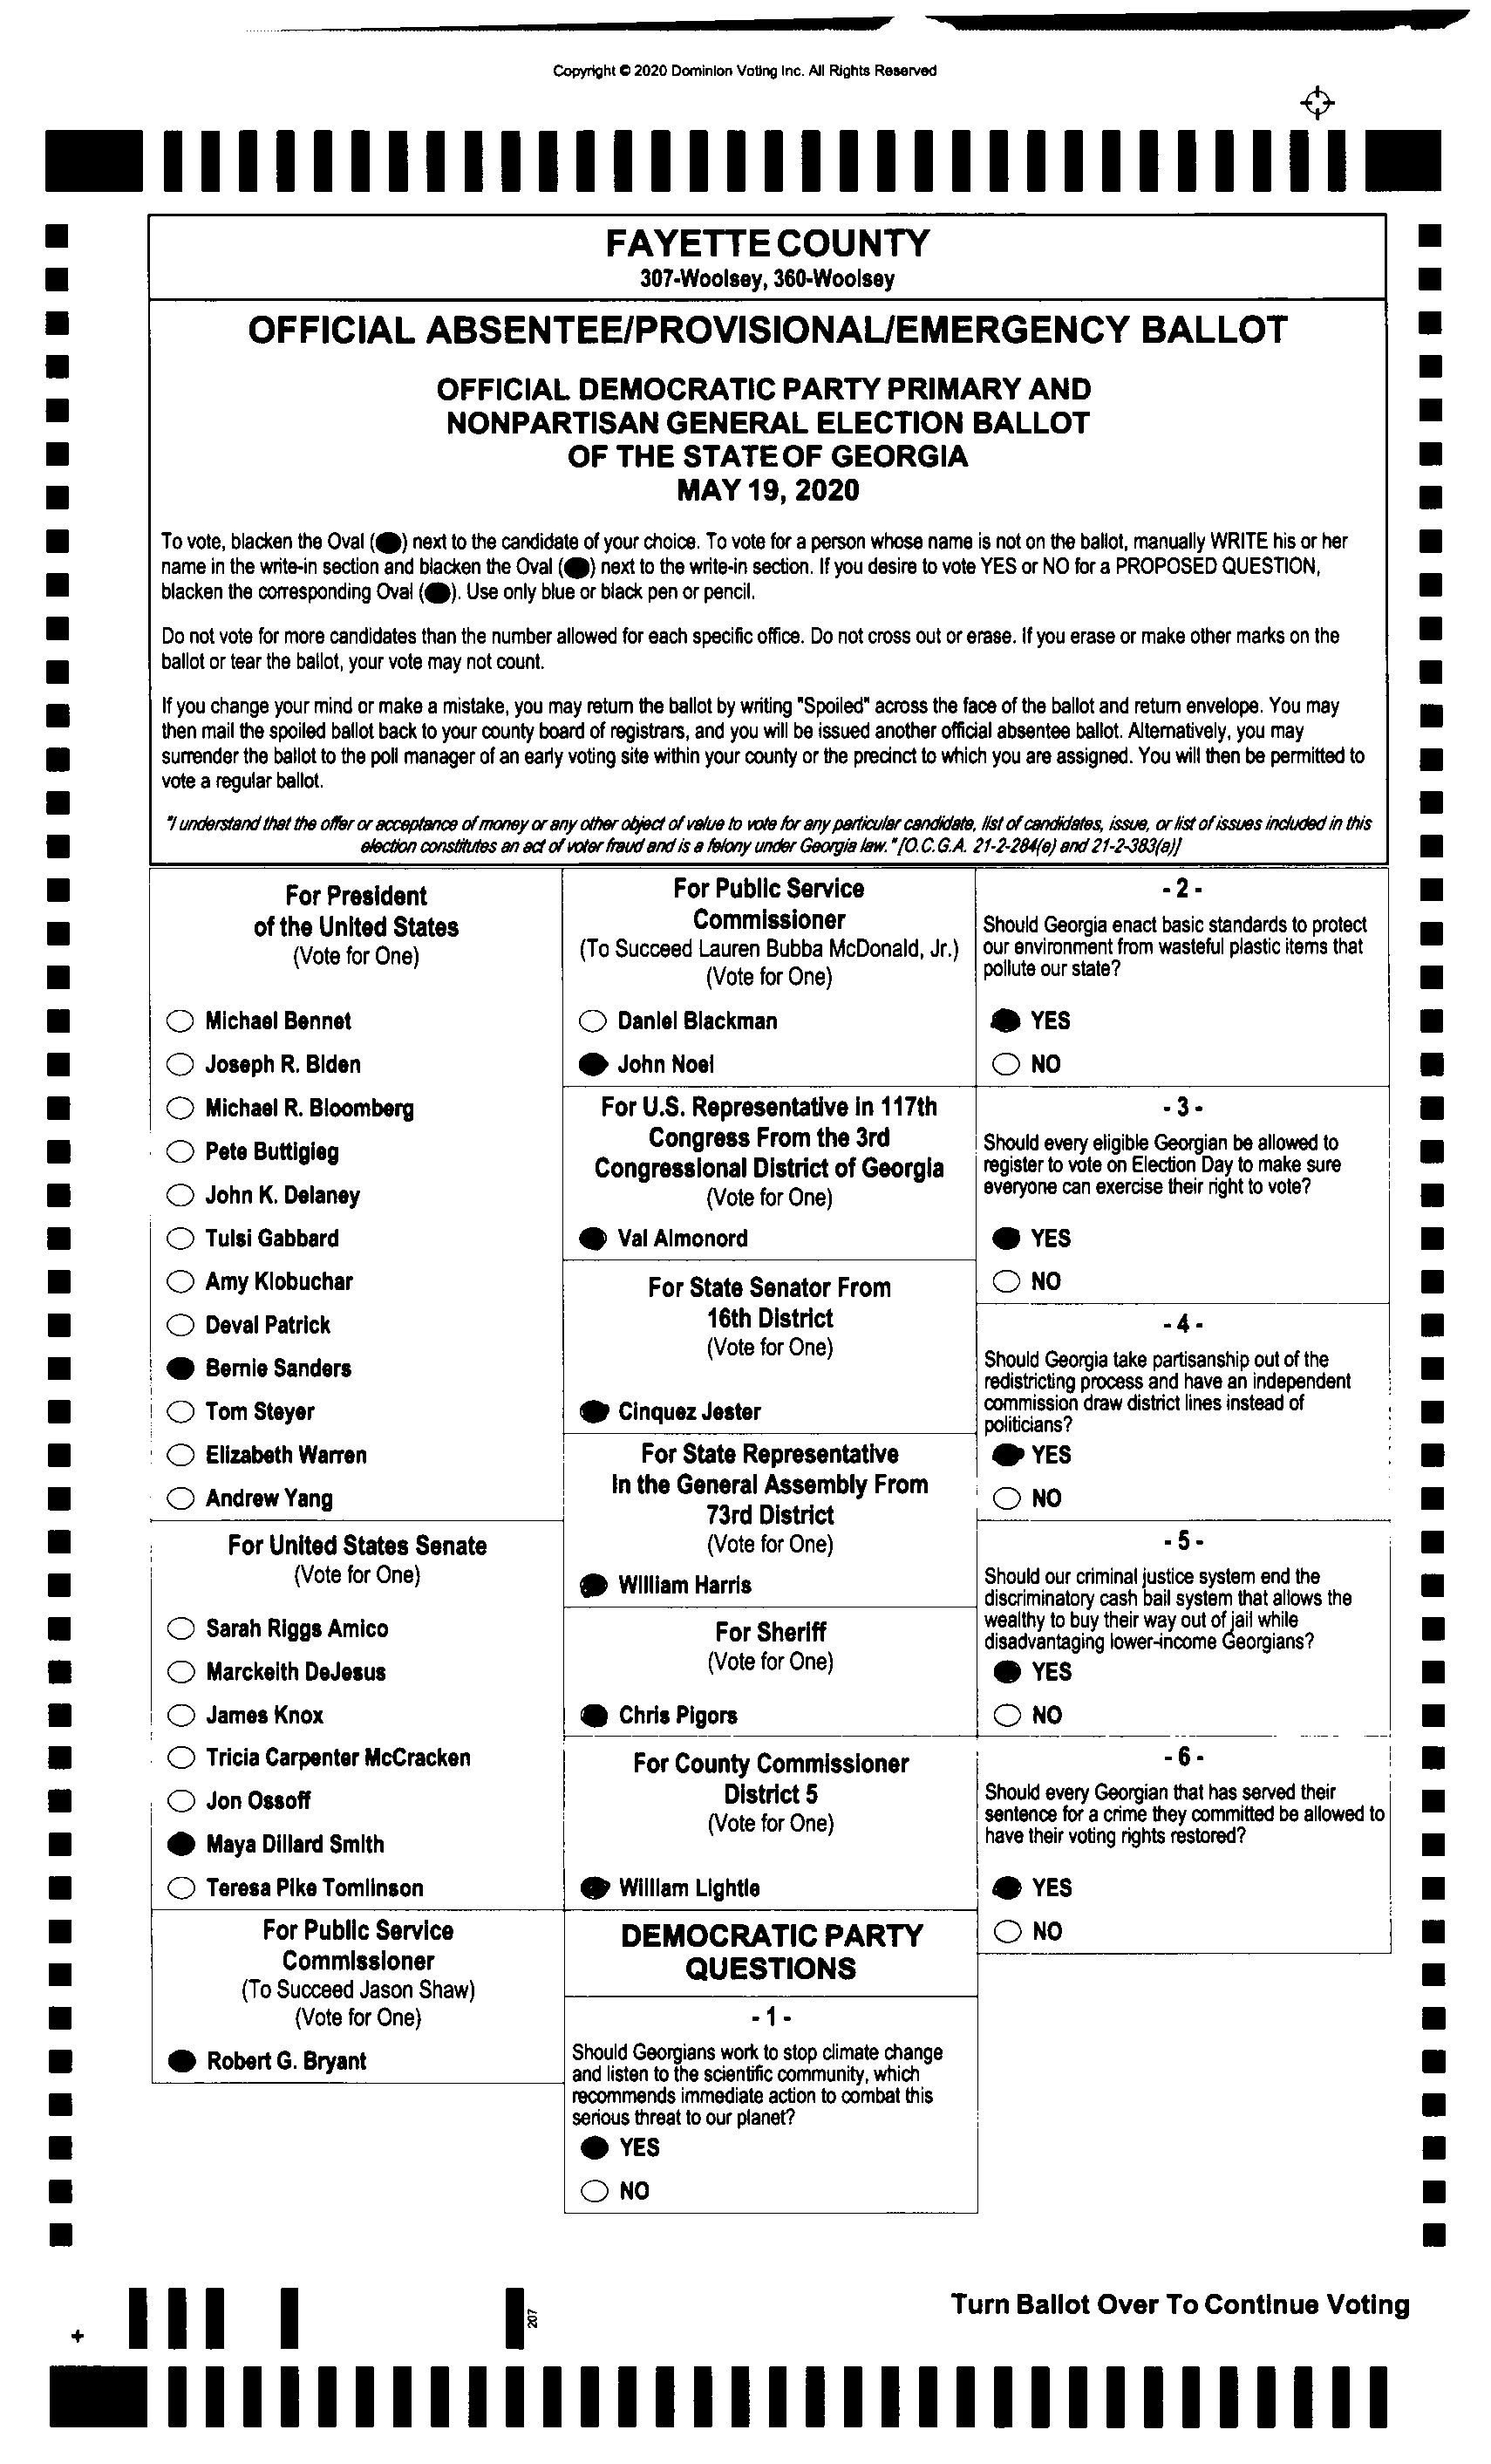 Copyright © 2020 Dominion Voting Inc. All Rights Reserved
FAYETTE COUNTY
307-Woolsey, 360-Woolsey
OFFICIAL ABSENTEE/PROVISIONAL/EMERGENCY BALLOT
OFFICIAL DEMOCRATIC PARTY PRIMARY AND
NONPARTISAN GENERAL ELECTION BALLOT
OF THE STATE OF GEORGIA
MAY 19, 2020
To vote, blacken the Oval (⬤) next to the candidate of your choice. To vote for a person whose name is not on the ballot, manually WRITE his or her
name in the write-in section and blacken the Oval (⬤) next to the write-in section. If you desire to vote YES or NO for a PROPOSED QUESTION,
blacken the corresponding Oval (⬤). Use only blue or black pen or pencil.
Do not vote for more candidates than the number allowed for each specific office. Do not cross out or erase. If you erase or make other marks on the
ballot or tear the ballot, your vote may not count.
If you change your mind or make a mistake, you may return the ballot by writing "Spoiled" across the face of the ballot and return envelope. You may
then mail the spoiled ballot back to your county board of registrars, and you will be issued another official absentee ballot. Alternatively, you may
surrender the ballot to the poll manager of an early voting site within your county or the precinct to which you are assigned. You will then be permitted to
vote a regular ballot.
"I understand that the offer or acceptance of money or any other object of value to vote for any particular candidate, list of candidates, issue, or list of issues included in this
election constitutes an act of voter fraud and is a felony under Georgia law." [O.C.G.A. 21-2-284(e) and 21-2-383(a)]
For President
of the United States
(Vote for One)
Michael Bennet
Joseph R. Biden
Michael R. Bloomberg
Pete Buttigieg
John K. Delaney
Tulsi Gabbard
Amy Klobuchar
Deval Patrick
Bernie Sanders
Tom Steyer
Elizabeth Warren
Andrew Yang
For United States Senate
(Vote for One)
Sarah Riggs Amico
Marckeith DeJesus
James Knox
Tricia Carpenter McCracken
Jon Ossoff
Maya Dillard Smith
Teresa Pike Tomlinson
For Public Service
Commissioner
(To Succeed Jason Shaw)
(Vote for One)
Robert G. Bryant
For Public Service
Commissioner
(To Succeed Lauren Bubba McDonald, Jr.)
(Vote for One)
Daniel Blackman
John Noel
For U.S. Representative in 117th
Congress From the 3rd
Congressional District of Georgia
(Vote for One)
Val Almonord
For State Senator From
16th District
(Vote for One)
Cinquez Jester
For State Representative
In the General Assembly From
73rd District
(Vote for One)
William Harris
For Sheriff
(Vote for One)
Chris Pigors
For County Commissioner
District 5
(Vote for One)
William Lightle
DEMOCRATIC PARTY
QUESTIONS
- 1 -
Should Georgians work to stop climate change
and listen to the scientific community, which
recommends immediate action to combat this
serious threat to our planet?
YES
NO
- 2 -
Should Georgia enact basic standards to protect
our environment from wasteful plastic items that
pollute our state?
YES
NO
- 3 -
Should every eligible Georgian be allowed to
register to vote on Election Day to make sure
everyone can exercise their right to vote?
YES
NO
- 4 -
Should Georgia take partisanship out of the
redistricting process and have an independent
commission draw district lines instead of
politicians?
YES
NO
- 5 -
Should our criminal justice system end the
discriminatory cash bail system that allows the
wealthy to buy their way out of jail while
disadvantaging lower-income Georgians?
YES
NO
- 6 -
Should every Georgian that has served their
sentence for a crime they committed be allowed to
have their voting rights restored?
YES
NO
Turn Ballot Over To Continue Voting
207